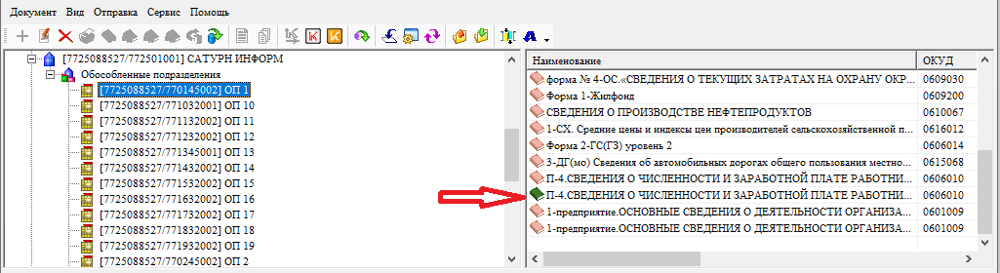 Документ Вид Отправка Сервис Помощь
[7725088527/772501001] САТУРН ИНФОРМ
Обособленные подразделения
[7725088527/770145002] ОП 1
[7725088527/771032001] ОП 10
[7725088527/771132002] ОП 11
[7725088527/771232002] ОП 12
[7725088527/771345001] ОП 13
[7725088527/771432002] ОП 14
[7725088527/771532002] ОП 15
[7725088527/771632002] ОП 16
[7725088527/771732002] ОП 17
[7725088527/771832002] ОП 18
[7725088527/771932002] ОП 19
[7725088527/770245002] ОП 2
Наименование ОКУД
форма № 4-ОС.«СВЕДЕНИЯ О ТЕКУЩИХ ЗАТРАТАХ НА ОХРАНУ ОКР... 0609030
Форма 1-Жилфонд 0609200
СВЕДЕНИЯ О ПРОИЗВОДСТВЕ НЕФТЕПРОДУКТОВ 0610067
1-СХ. Средние цены и индексы цен производителей сельскохозяйственной п... 0616012
Форма 2-ГС(ГЗ) уровень 2 0606014
3-ДГ(мо) Сведения об автомобильных дорогах общего пользования местно... 0615068
П-4.СВЕДЕНИЯ О ЧИСЛЕННОСТИ И ЗАРАБОТНОЙ ПЛАТЕ РАБОТНИ... 0606010
П-4.СВЕДЕНИЯ О ЧИСЛЕННОСТИ И ЗАРАБОТНОЙ ПЛАТЕ РАБОТНИ... 0606010
1-предприятие.ОСНОВНЫЕ СВЕДЕНИЯ О ДЕЯТЕЛЬНОСТИ ОРГАНИЗА... 0601009
1-предприятие.ОСНОВНЫЕ СВЕДЕНИЯ О ДЕЯТЕЛЬНОСТИ ОРГАНИЗА... 0601009